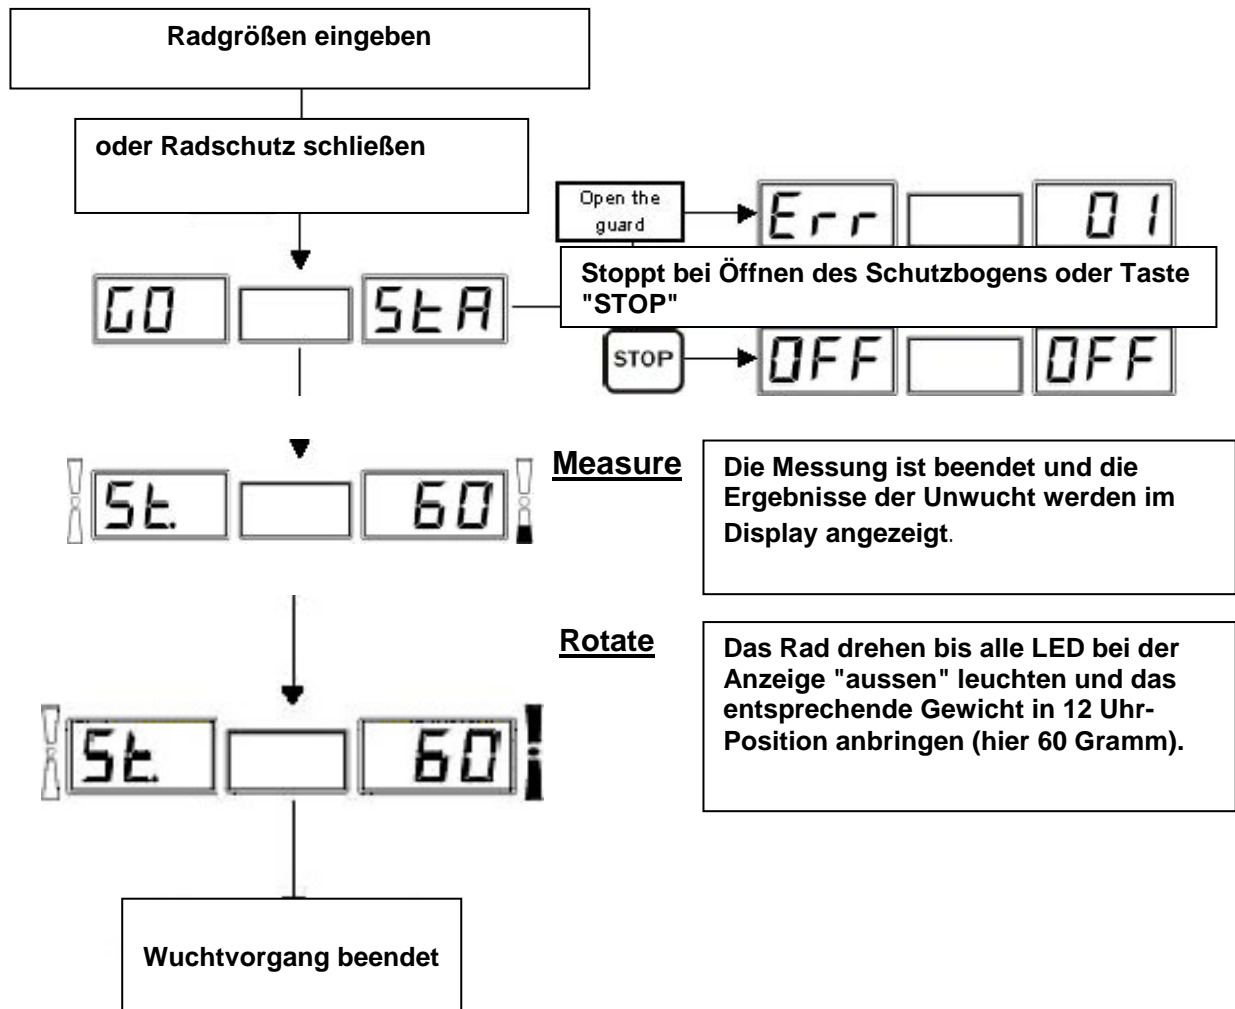 Radgrößen eingeben
oder Radschutz schließen
Open the
guard
Err 01
Stoppt bei Öffnen des Schutzbogens oder Taste
"STOP"
GO StA
STOP
OFF OFF
Measure
Die Messung ist beendet und die
Ergebnisse der Unwucht werden im
Display angezeigt.
St. 60
Rotate
Das Rad drehen bis alle LED bei der
Anzeige "aussen" leuchten und das
entsprechende Gewicht in 12 Uhr-
Position anbringen (hier 60 Gramm).
St. 60
Wuchtvorgang beendet